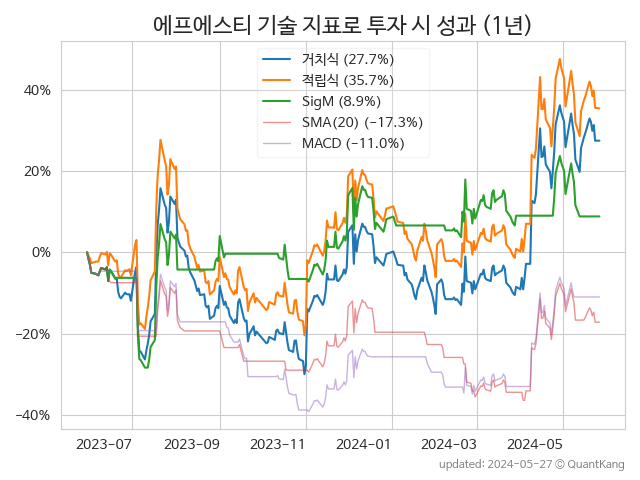 에프에스티 기술 지표로 투자 시 성과 (1년)
거치식 (27.7%)
적립식 (35.7%)
SigM (8.9%)
SMA(20) (−17.3%)
MACD (−11.0%)
40%
20%
0%
−20%
−40%
2023−07
2023−09
2023−11
2024−01
2024−03
2024−05
updated: 2024−05−27 © QuantKang